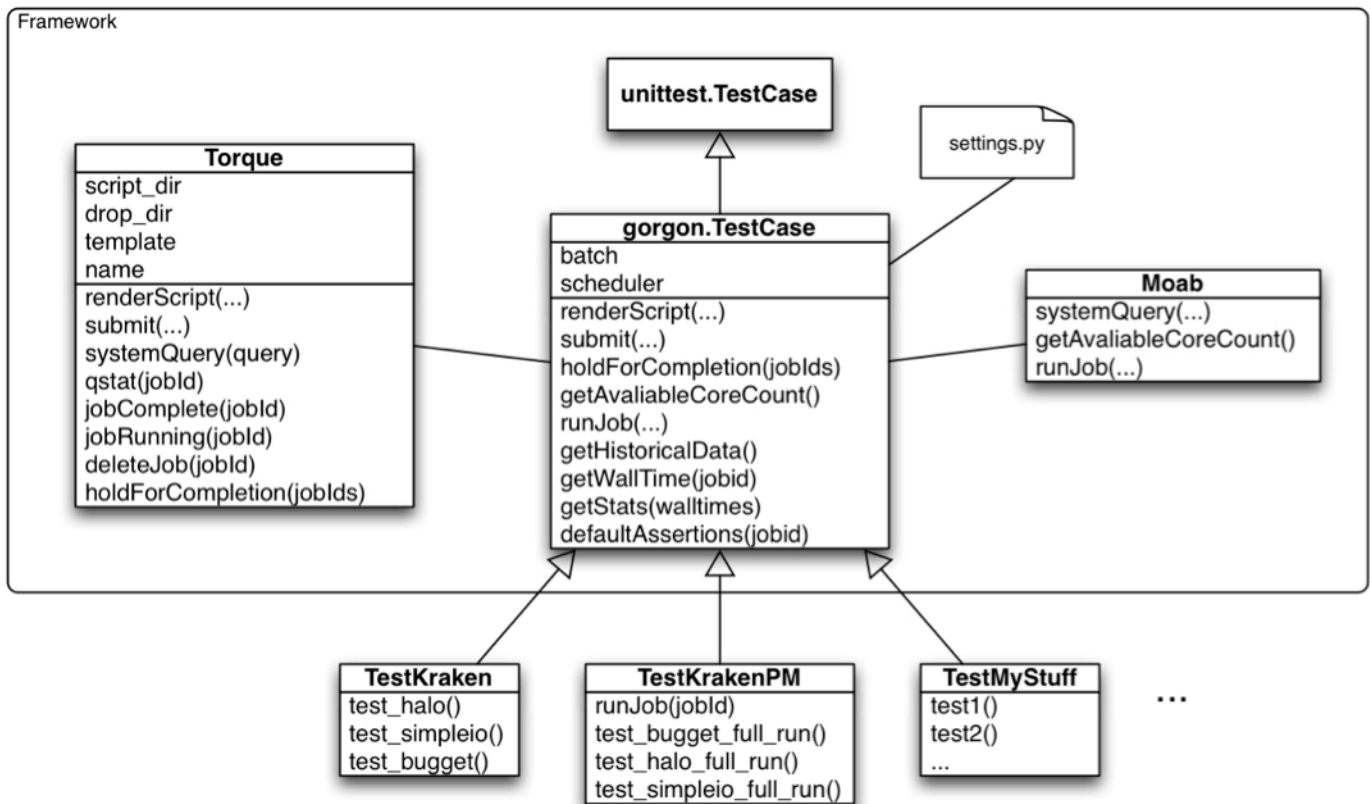 Framework
unittest.TestCase
settings.py
Torque
script_dir
drop_dir
template
name
renderScript(...)
submit(...)
systemQuery(query)
qstat(jobId)
jobComplete(jobId)
jobRunning(jobId)
deleteJob(jobId)
holdForCompletion(jobIds)
gorgon.TestCase
batch
scheduler
renderScript(...)
submit(...)
holdForCompletion(jobIds)
getAvaliableCoreCount()
runJob(...)
getHistoricalData()
getWallTime(jobid)
getStats(walltimes)
defaultAssertions(jobid)
Moab
systemQuery(...)
getAvaliableCoreCount()
runJob(...)
TestKraken
test_halo()
test_simpleio()
test_bugget()
TestKrakenPM
runJob(jobId)
test_bugget_full_run()
test_halo_full_run()
test_simpleio_full_run()
TestMyStuff
test1()
test2()
...
...